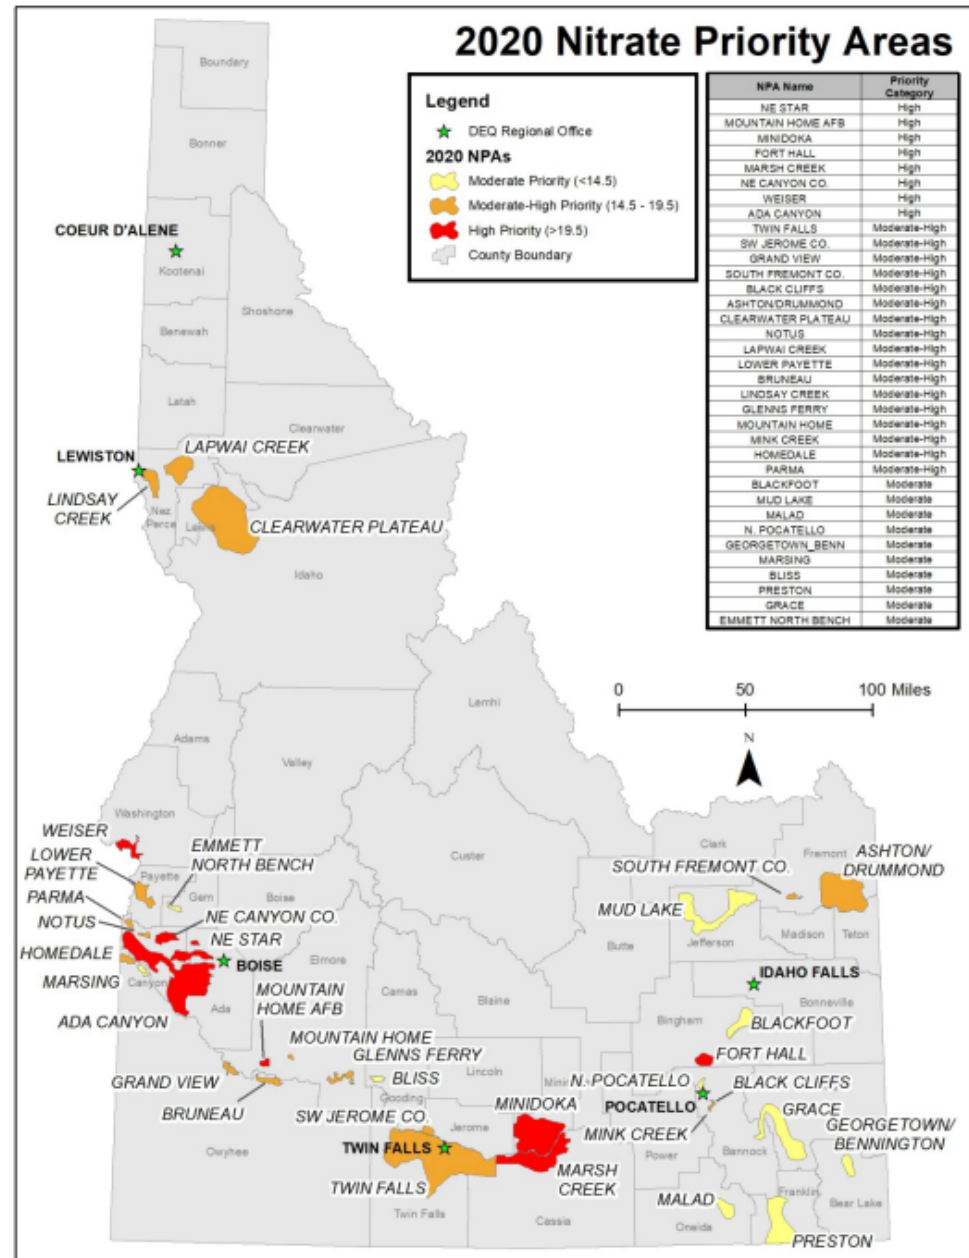 2020 Nitrate Priority Areas
Legend
DEQ Regional Office
2020 NPAs
Moderate Priority (<14.5)
Moderate-High Priority (14.5 - 19.5)
High Priority (>19.5)
County Boundary
NPA Name Priority Category
NE STAR High
MOUNTAIN HOME AFB High
MINIDOKA High
FORT HALL High
MARSH CREEK High
NE CANYON CO. High
WEISER High
ADA CANYON High
TWIN FALLS Moderate-High
SW JEROME CO. Moderate-High
GRAND VIEW Moderate-High
SOUTH FREMONT CO. Moderate-High
BLACK CLIFFS Moderate-High
ASHTON/DRUMMOND Moderate-High
CLEARWATER PLATEAU Moderate-High
NOTUS Moderate-High
LAPWAI CREEK Moderate-High
LOWER PAYETTE Moderate-High
BRUNEAU Moderate-High
LINDSAY CREEK Moderate-High
GLENNS FERRY Moderate-High
MOUNTAIN HOME Moderate-High
MINK CREEK Moderate-High
HOMEDALE Moderate-High
PARMA Moderate-High
BLACKFOOT Moderate
MUD LAKE Moderate
MALAD Moderate
N. POCATELLO Moderate
GEORGETOWN_BENN Moderate
MARSING Moderate
BLISS Moderate
PRESTON Moderate
GRACE Moderate
EMMETT NORTH BENCH Moderate
0 50 100 Miles
N
Boundary
Bonner
COEUR D'ALENE
Kootenai
Shoshone
Benewah
Latah
Clearwater
LAPWAI CREEK
LEWISTON
LINDSAY
CREEK
Nez
Perce
Lewis
CLEARWATER PLATEAU
Idaho
Lemhi
Adams
Valley
Washington
WEISER
LOWER
PAYETTE
Payette
EMMETT
NORTH BENCH
Gem
Boise
Custer
Clark
Fremont
SOUTH FREMONT CO.
ASHTON/
DRUMMOND
PARMA
NOTUS
NE CANYON CO.
NE STAR
MUD LAKE
Jefferson
Madison
Teton
Butte
HOMEDALE
BOISE
Elmore
MARSING
Canyon
IDAHO FALLS
Bonneville
ADA CANYON
Ada
MOUNTAIN
HOME AFB
Camas
Blaine
Bingham
BLACKFOOT
MOUNTAIN HOME
GLENNS FERRY
FORT HALL
GRAND VIEW
BRUNEAU
BLISS
Gooding
Lincoln
N. POCATELLO
BLACK CLIFFS
POCATELLO
SW JEROME CO.
MINIDOKA
MINK CREEK
GRACE
GEORGETOWN/
BENNINGTON
Jerome
TWIN FALLS
Owyhee
Power
Bannock
MARSH
CREEK
TWIN FALLS
MALAD
Franklin
Bear Lake
Twin Falls
Cassia
Oneida
PRESTON